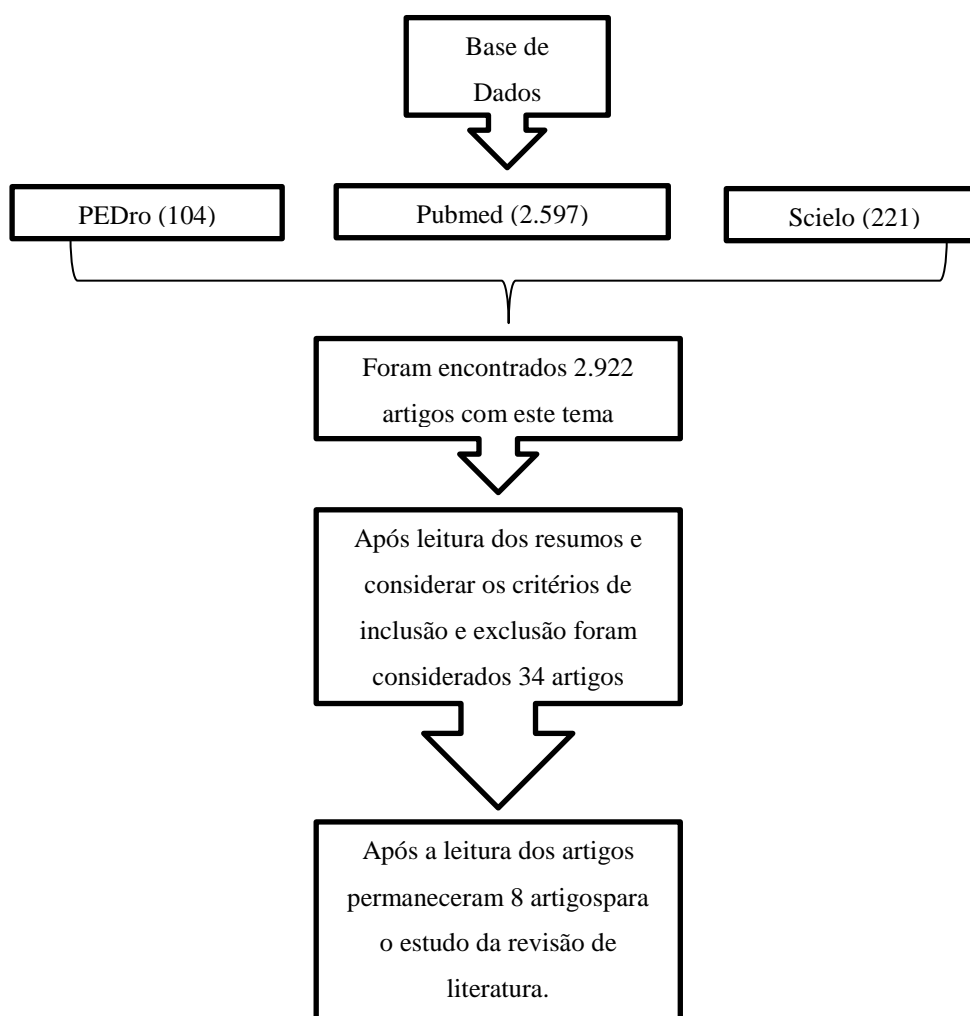 Base de
Dados
PEDro (104)
Pubmed (2.597)
Scielo (221)
Foram encontrados 2.922
artigos com este tema
Após leitura dos resumos e
considerar os critérios de
inclusão e exclusão foram
considerados 34 artigos
Após a leitura dos artigos
permaneceram 8 artigospara
o estudo da revisão de
literatura.